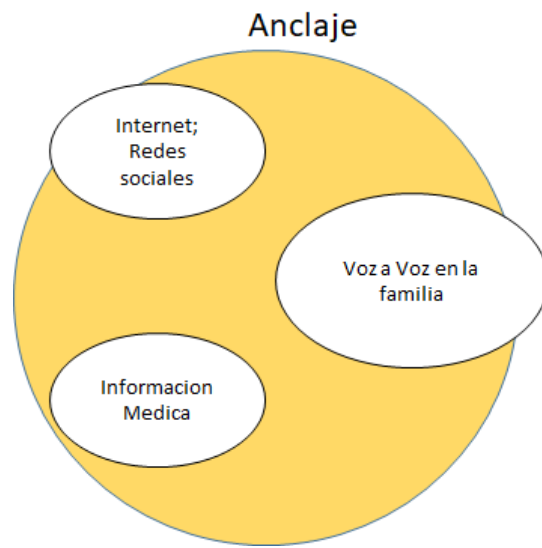 Anclaje
Internet;
Redes
sociales
Voz a Voz en la
familia
Informacion
Medica